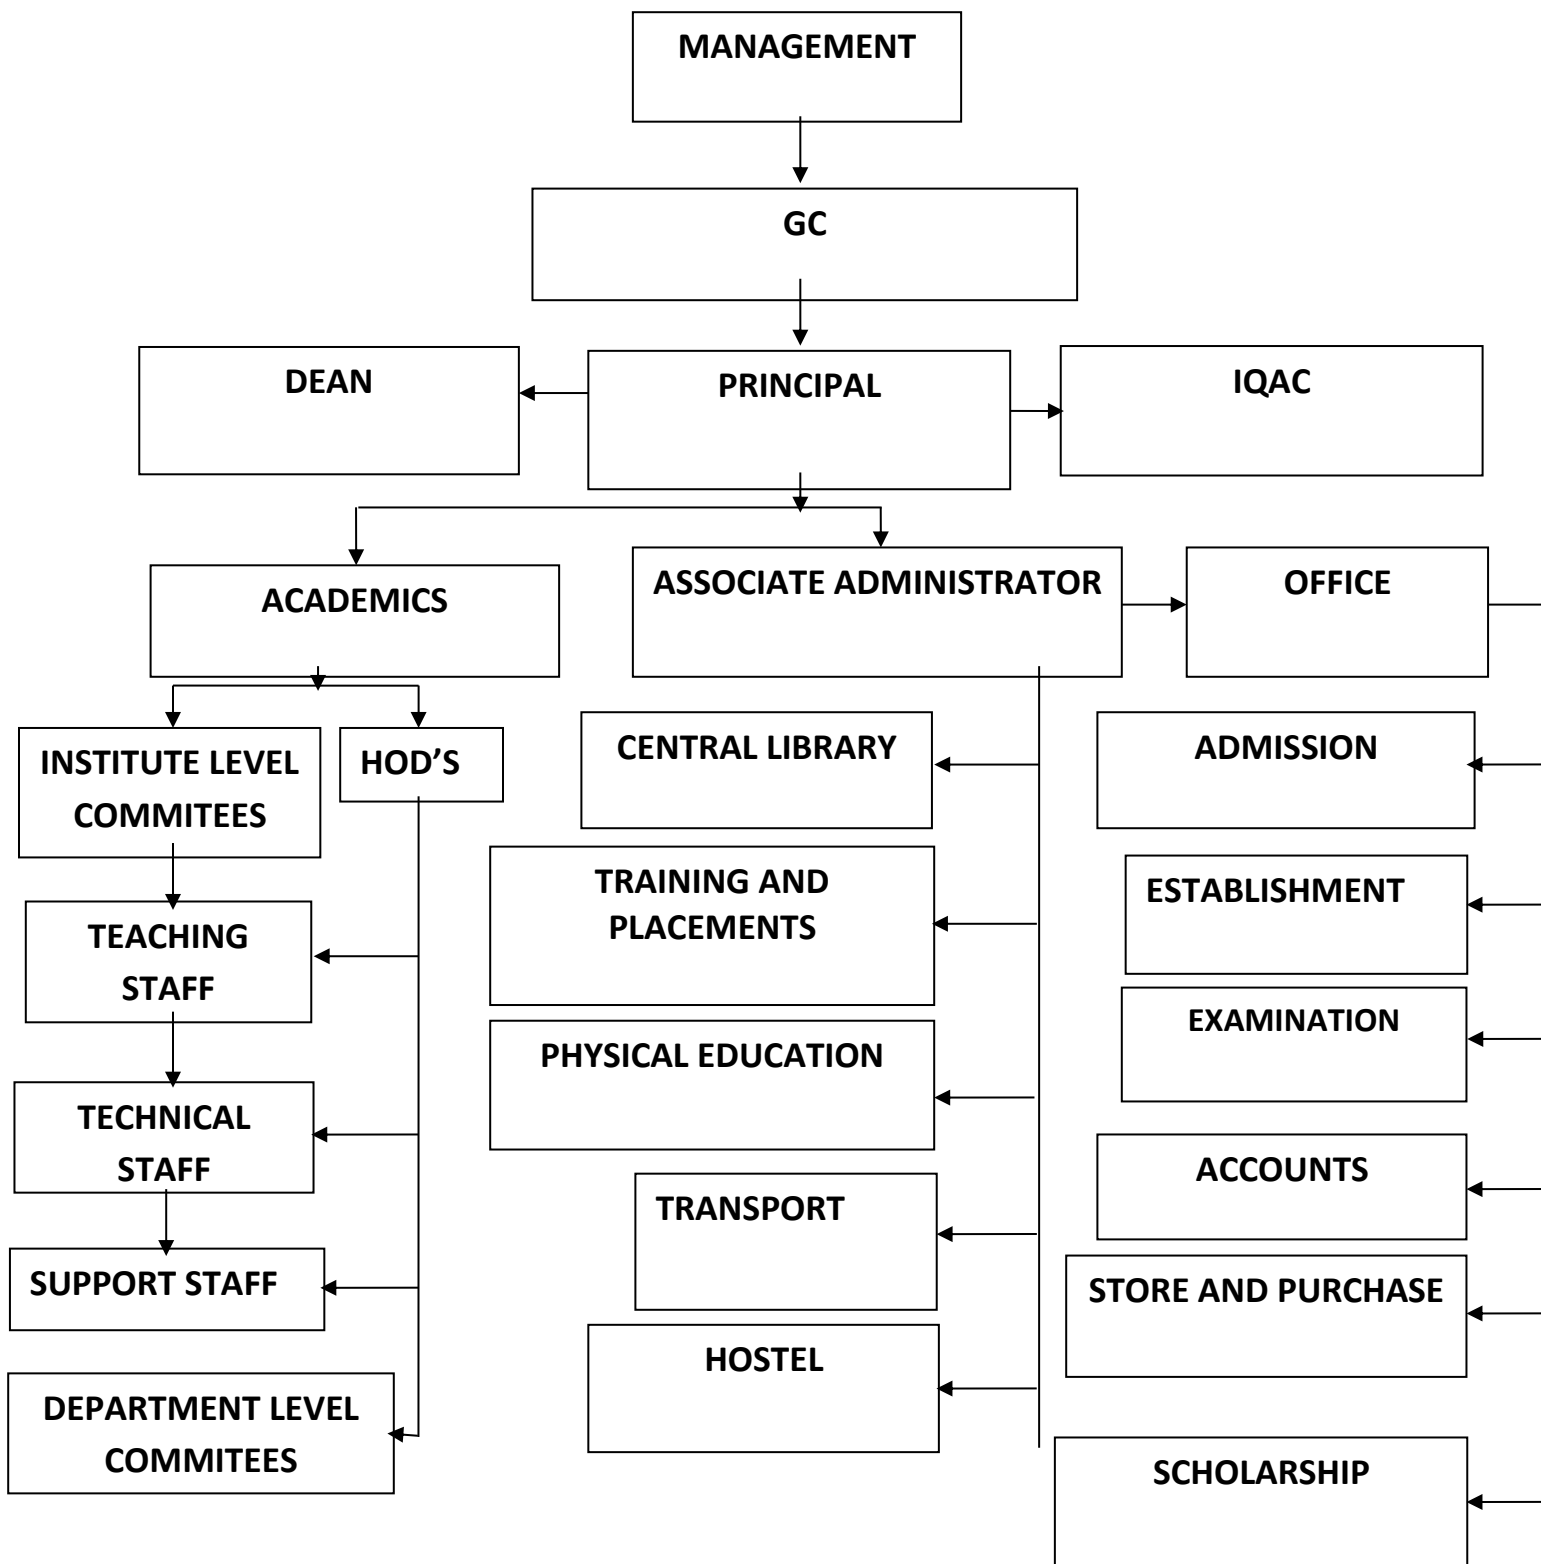 MANAGEMENT
GC
DEAN
PRINCIPAL
IQAC
ACADEMICS
ASSOCIATE ADMINISTRATOR
OFFICE
INSTITUTE LEVEL
COMMITEES
HOD’S
CENTRAL LIBRARY
ADMISSION
TRAINING AND
PLACEMENTS
ESTABLISHMENT
TEACHING
STAFF
EXAMINATION
PHYSICAL EDUCATION
TECHNICAL
STAFF
ACCOUNTS
TRANSPORT
SUPPORT STAFF
STORE AND PURCHASE
HOSTEL
DEPARTMENT LEVEL
COMMITEES
SCHOLARSHIP